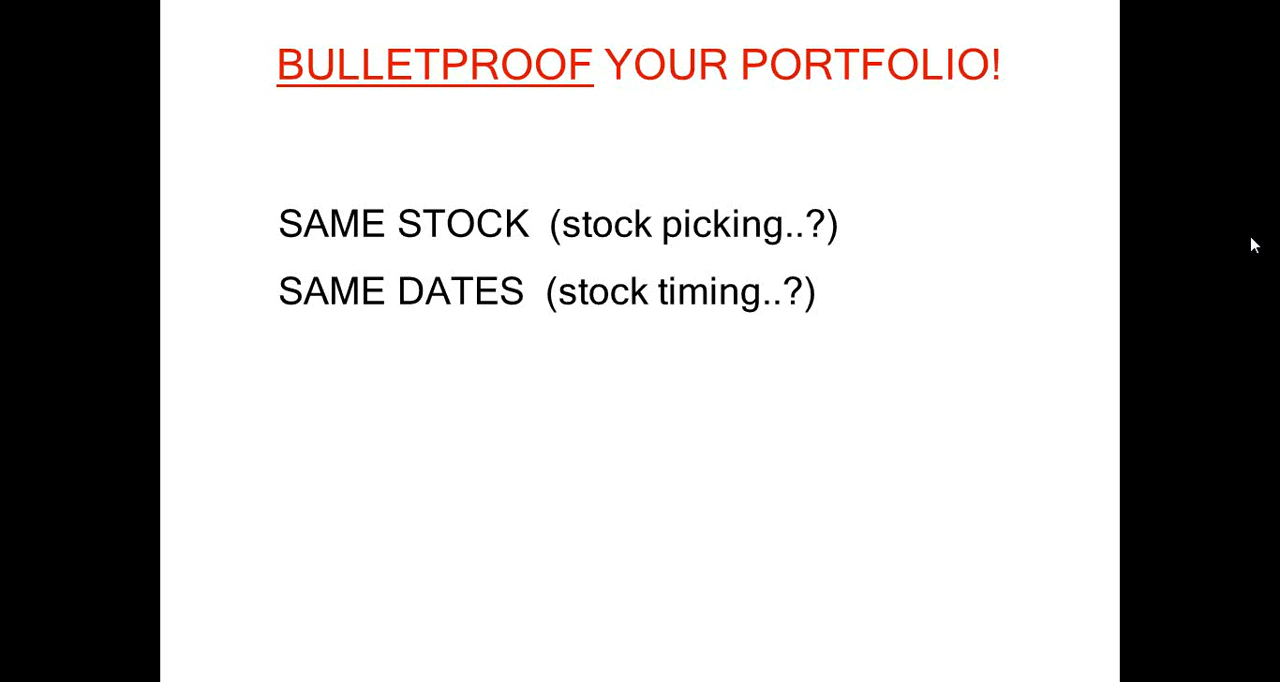 BULLETPROOF YOUR PORTFOLIO!
SAME STOCK (stock picking..?)
SAME DATES (stock timing..?)